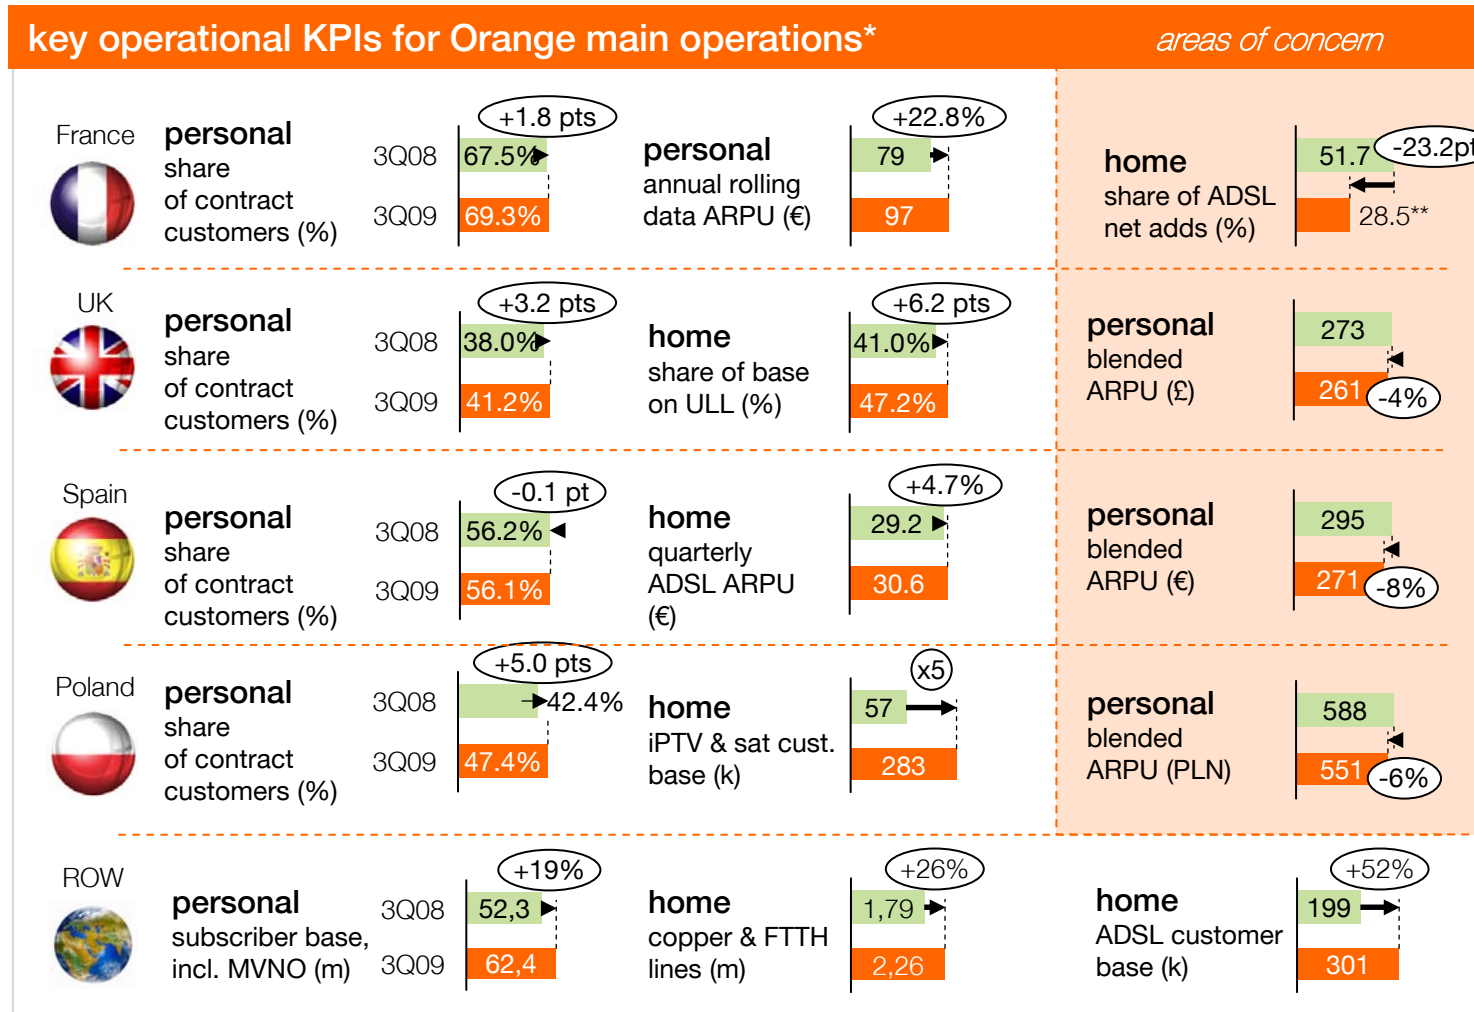 key operational KPIs for Orange main operations*
areas of concern
France
personal
share
of contract
customers (%)
3Q08
3Q09
67.5%
69.3%
+1.8 pts
personal
annual rolling
data ARPU (€)
79
97
+22.8%
home
share of ADSL
net adds (%)
51.7
28.5**
-23.2pt
UK
personal
share
of contract
customers (%)
3Q08
3Q09
38.0%
41.2%
+3.2 pts
home
share of base
on ULL (%)
41.0%
47.2%
+6.2 pts
personal
blended
ARPU (£)
273
261
-4%
Spain
personal
share
of contract
customers (%)
3Q08
3Q09
56.2%
56.1%
-0.1 pt
home
quarterly
ADSL ARPU
(€)
29.2
30.6
+4.7%
personal
blended
ARPU (€)
295
271
-8%
Poland
personal
share
of contract
customers (%)
3Q08
3Q09
42.4%
47.4%
+5.0 pts
home
iPTV & sat cust.
base (k)
57
283
x5
personal
blended
ARPU (PLN)
588
551
-6%
ROW
personal
subscriber base,
incl. MVNO (m)
3Q08
3Q09
52,3
62,4
+19%
home
copper & FTTH
lines (m)
1,79
2,26
+26%
home
ADSL customer
base (k)
199
301
+52%